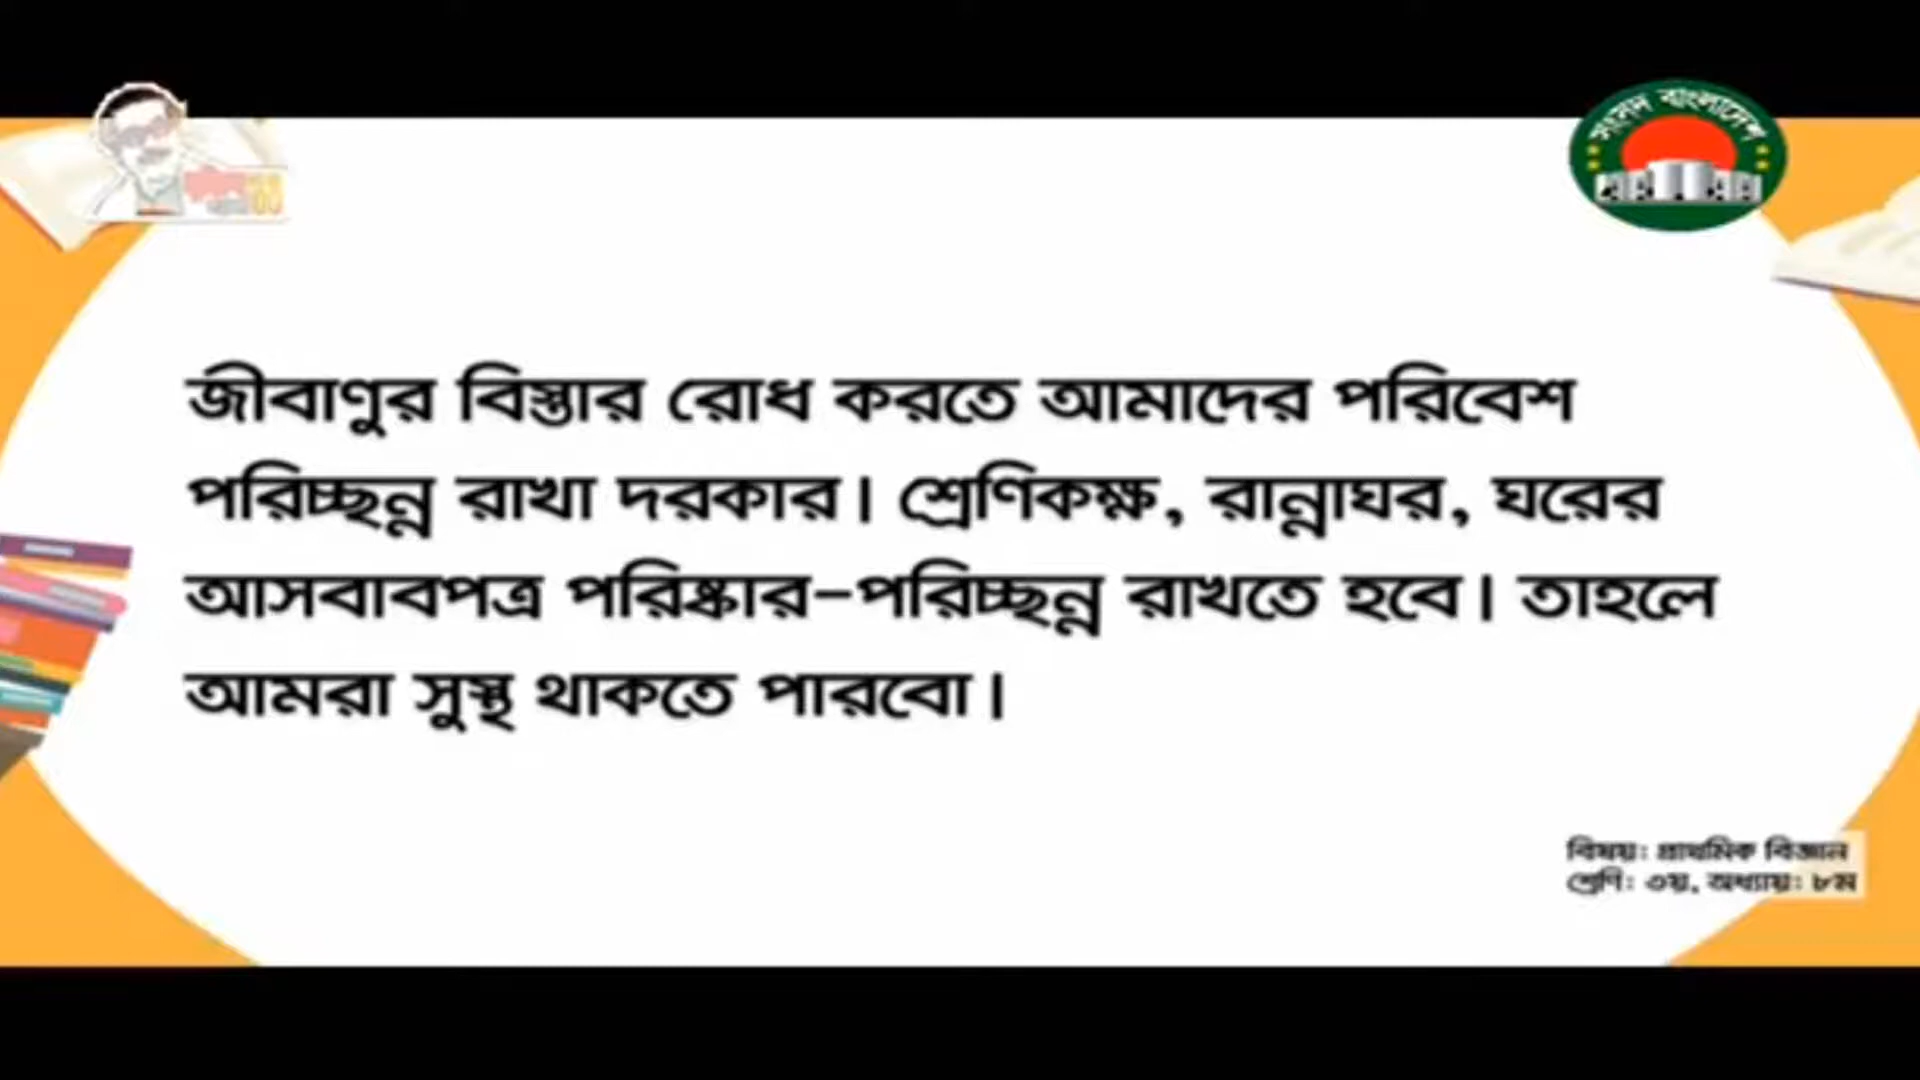 সংসদ বাংলাদেশ
জীবাণুর বিস্তার রোধ করতে আমাদের পরিবেশ
পরিচ্ছন্ন রাখা দরকার। শ্রেণিকক্ষ, রান্নাঘর, ঘরের
আসবাবপত্র পরিষ্কার-পরিচ্ছন্ন রাখতে হবে। তাহলে
আমরা সুস্থ থাকতে পারবো।
বিষয়: প্রাথমিক বিজ্ঞান
শ্রেণি: ৩য়, অধ্যায়: ৮ম